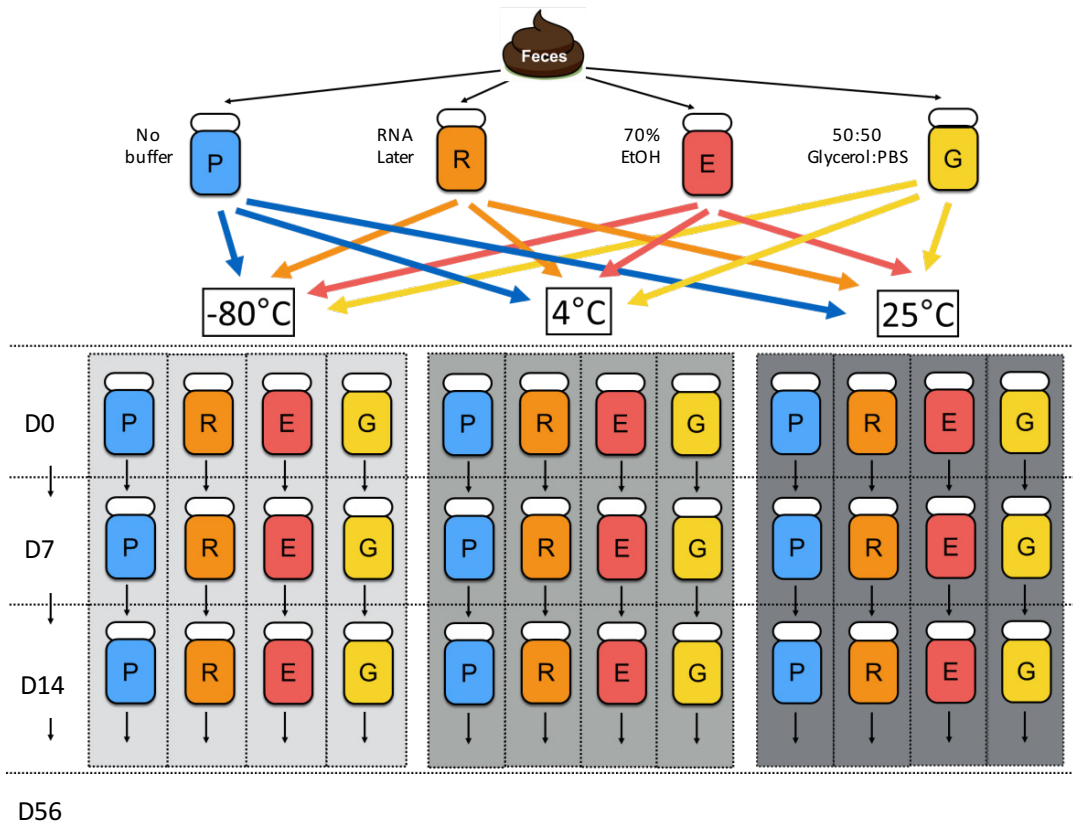 Feces
No
buffer
RNA
Later
70%
EtOH
50:50
Glycerol:PBS
P
R
E
G
-80°C
4°C
25°C
D0
P R E G P R E G P R E G
D7
P R E G P R E G P R E G
D14
P R E G P R E G P R E G
D56